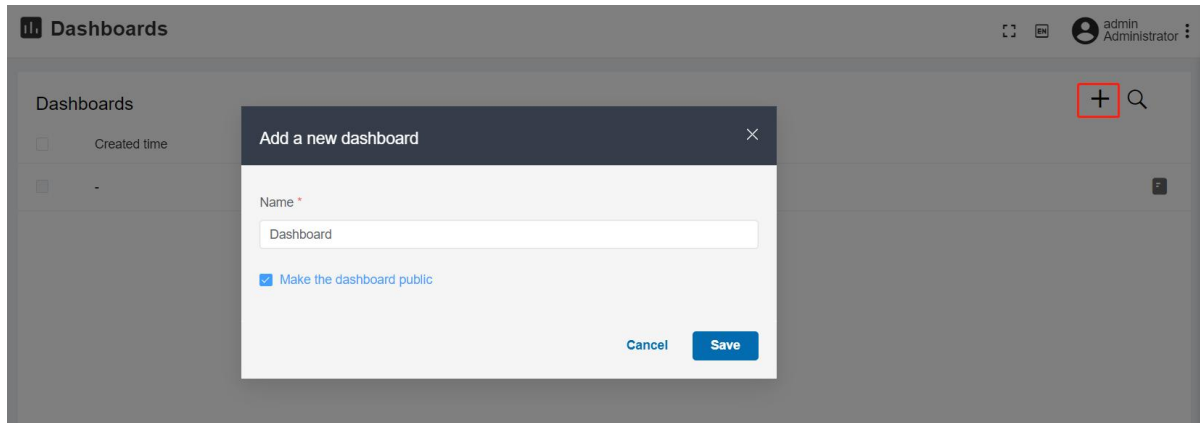 Dashboards
EN
admin
Administrator
Dashboards
Created time
-
Add a new dashboard
Name *
Dashboard
Make the dashboard public
Cancel
Save